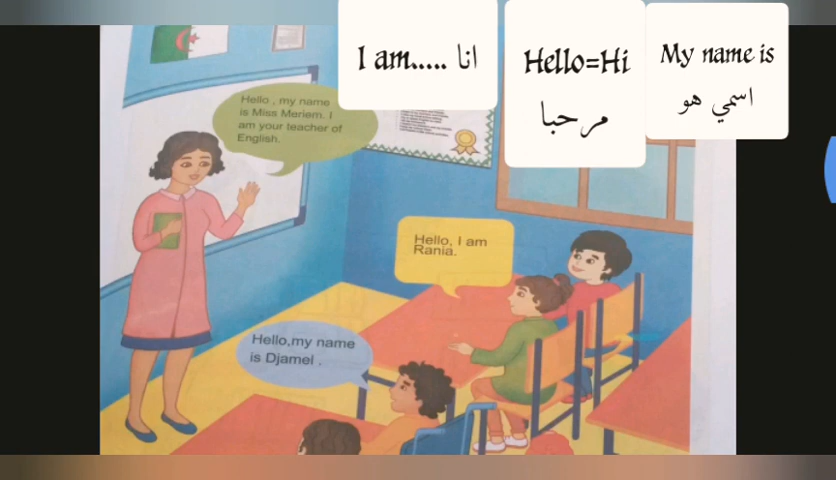 I am..... انا
Hello=Hi
مرحبا
My name is
اسمي هو
Hello , my name
is Miss Meriem. I
am your teacher of
English.
Hello, I am
Rania.
Hello,my name
is Djamel .